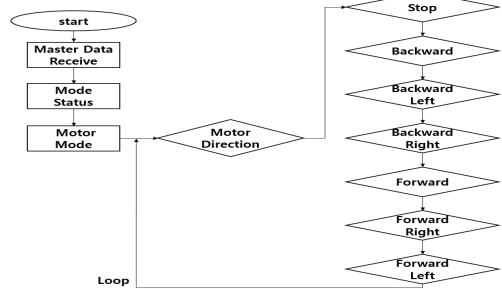 start
Master Data
Receive
Mode
Status
Motor
Mode
Motor
Direction
Stop
Backward
Backward
Left
Backward
Right
Forward
Forward
Right
Forward
Left
Loop